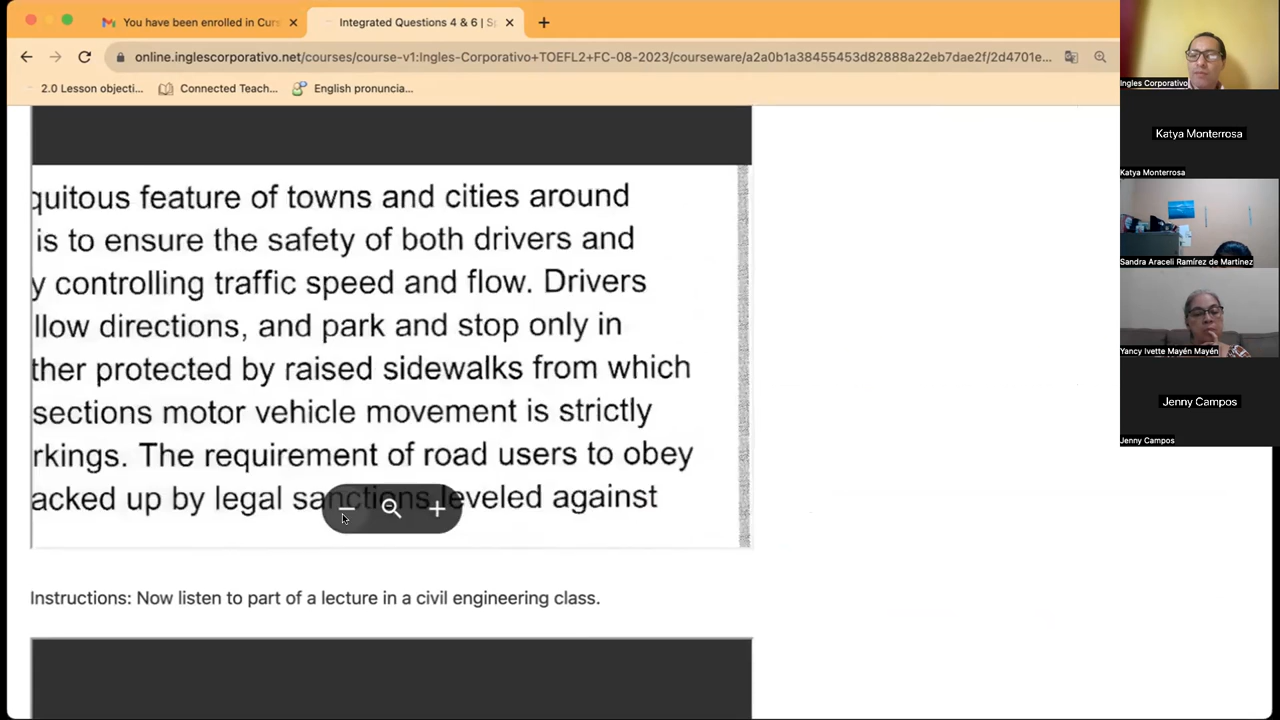 You have been enrolled in Curs
Integrated Questions 4 & 6 | Sp
online.inglescorporativo.net/courses/course-v1:Ingles-Corporativo+TOEFL2+FC-08-2023/courseware/a2a0b1a38455453d82888a22eb7dae2f/2d4701e...
2.0 Lesson objecti...
Connected Teach...
English pronuncia...
quitous feature of towns and cities around
is to ensure the safety of both drivers and
y controlling traffic speed and flow. Drivers
llow directions, and park and stop only in
ther protected by raised sidewalks from which
sections motor vehicle movement is strictly
rkings. The requirement of road users to obey
acked up by legal sanctions leveled against
Instructions: Now listen to part of a lecture in a civil engineering class.
Ingles Corporativo
Katya Monterrosa
Katya Monterrosa
Sandra Araceli Ramírez de Martinez
Yancy Ivette Mayén Mayén
Jenny Campos
Jenny Campos